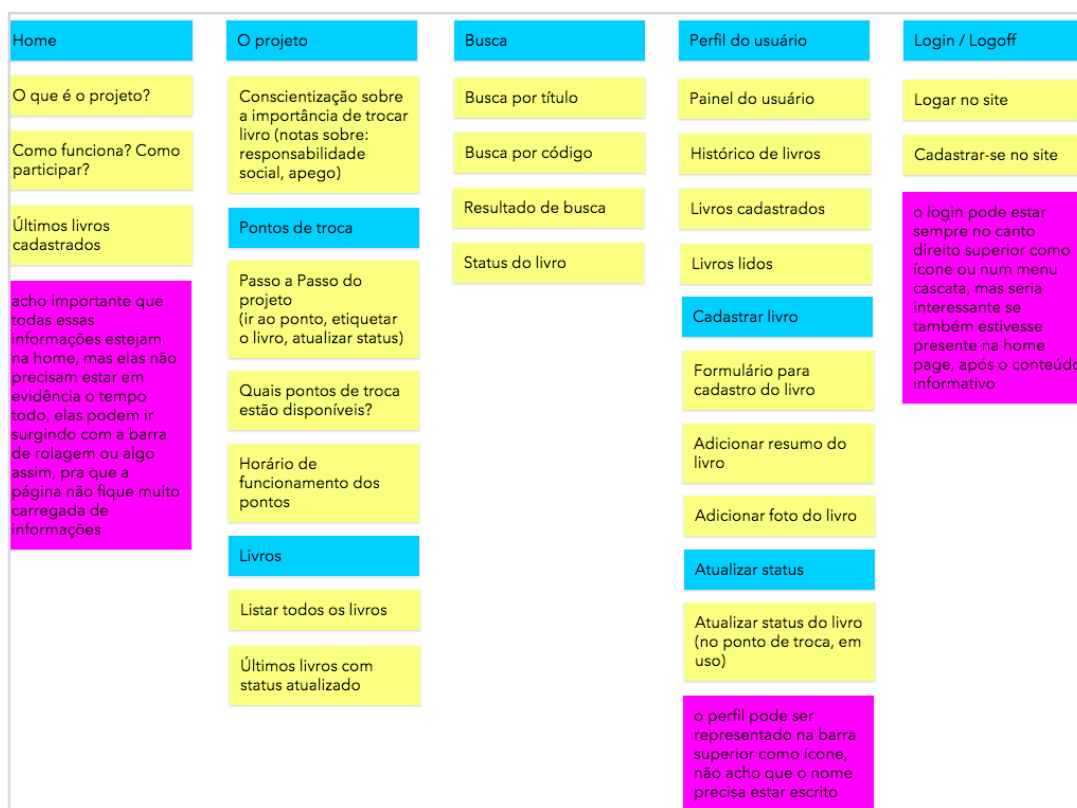 Home
O que é o projeto?
Como funciona? Como
participar?
Últimos livros
cadastrados
acho importante que
todas essas
informações estejam
na home, mas elas não
precisam estar em
evidência o tempo
todo, elas podem ir
surgindo com a barra
de rolagem ou algo
assim, pra que a
página não fique muito
carregada de
informações
O projeto
Conscientização sobre
a importância de trocar
livro (notas sobre:
responsabilidade
social, apego)
Pontos de troca
Passo a Passo do
projeto
(ir ao ponto, etiquetar
o livro, atualizar status)
Quais pontos de troca
estão disponíveis?
Horário de
funcionamento dos
pontos
Livros
Listar todos os livros
Últimos livros com
status atualizado
Busca
Busca por título
Busca por código
Resultado de busca
Status do livro
Perfil do usuário
Painel do usuário
Histórico de livros
Livros cadastrados
Livros lidos
Cadastrar livro
Formulário para
cadastro do livro
Adicionar resumo do
livro
Adicionar foto do livro
Atualizar status
Atualizar status do livro
(no ponto de troca, em
uso)
o perfil pode ser
representado na barra
superior como ícone,
não acho que o nome
precisa estar escrito
Login / Logoff
Logar no site
Cadastrar-se no site
o login pode estar
sempre no canto
direito superior como
ícone ou num menu
cascata, mas seria
interessante se
também estivesse
presente na home
page, após o conteúdo
informativo